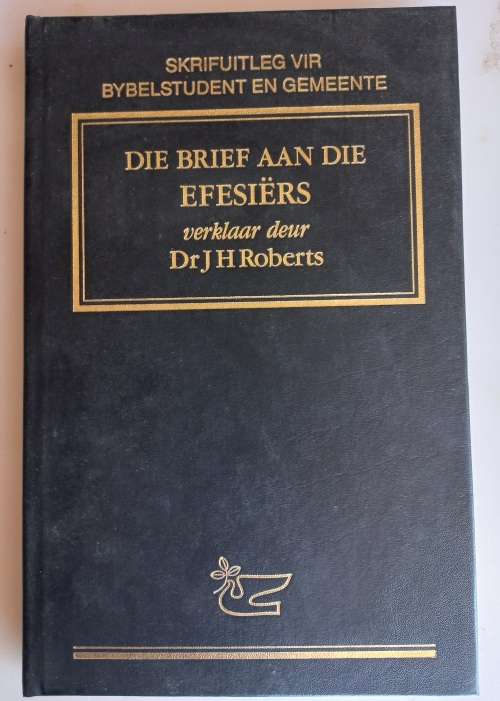 SKRIFUITLEG VIR
BYBELSTUDENT EN GEMEENTE
DIE BRIEF AAN DIE
EFESIËRS
verklaar deur
Dr J H Roberts